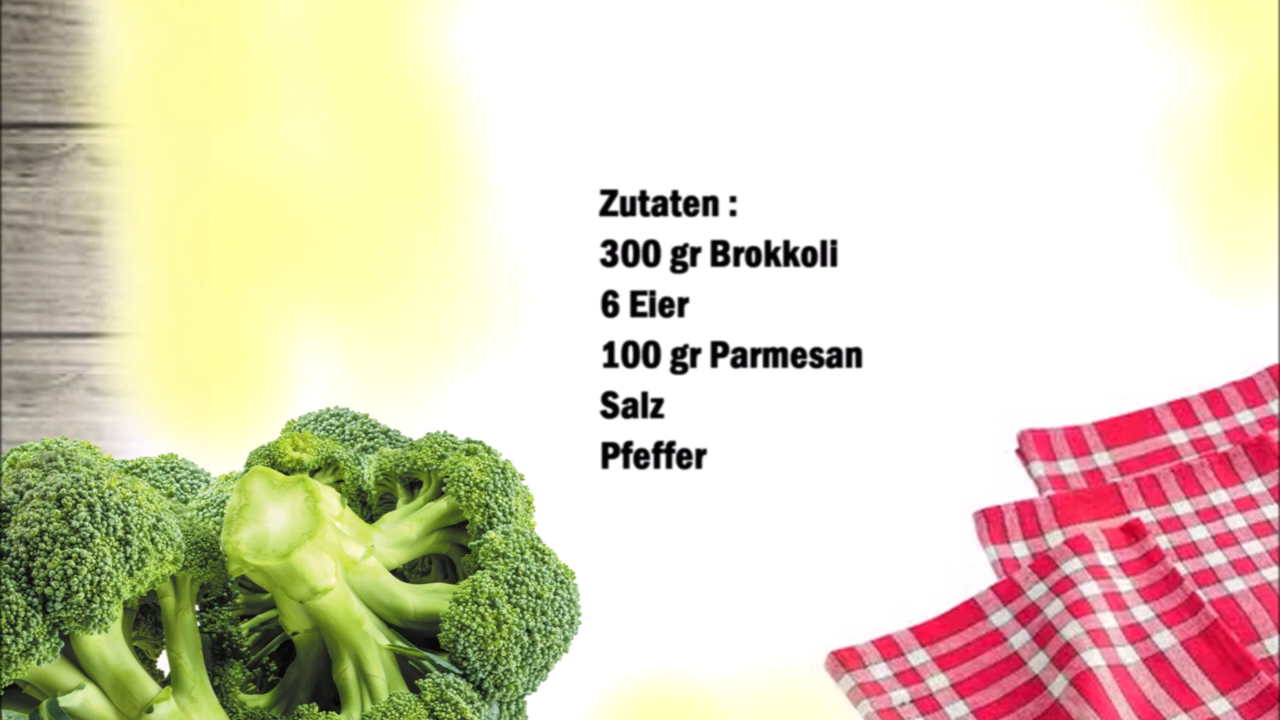 Zutaten :
300 gr Brokkoli
6 Eier
100 gr Parmesan
Salz
Pfeffer